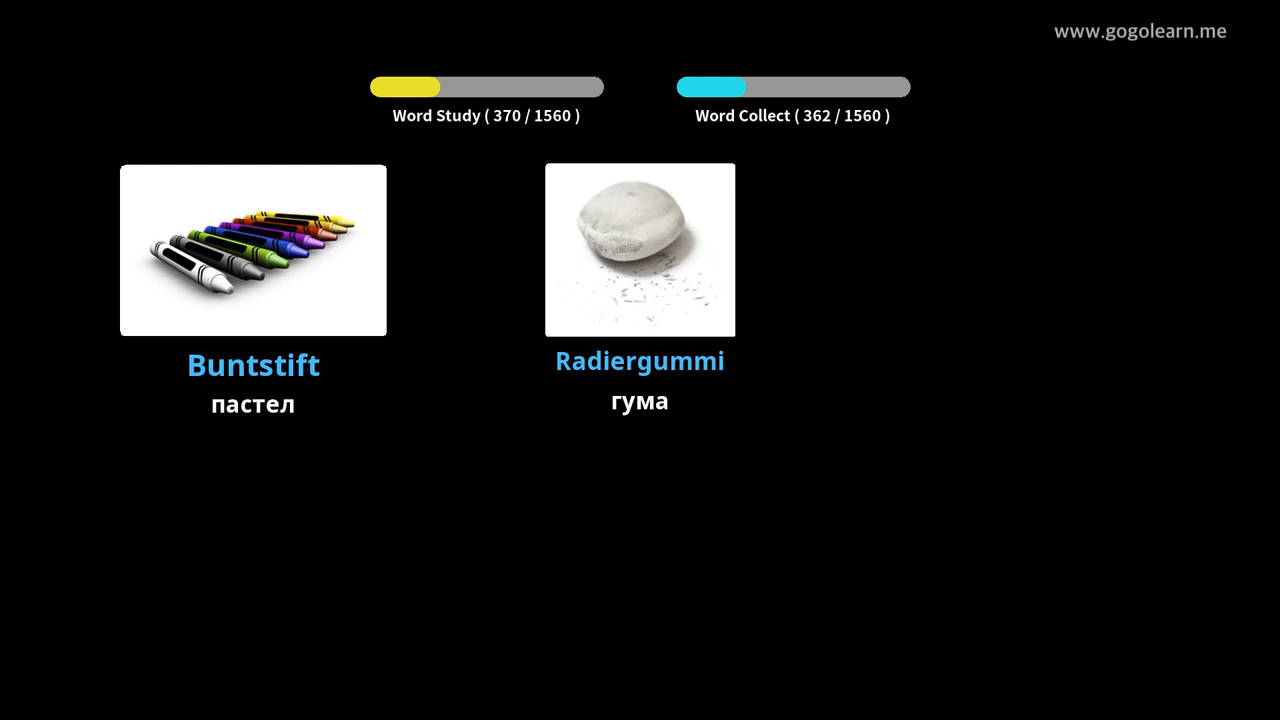 www.gogolearn.me
Word Study ( 370 / 1560 )
Word Collect ( 362 / 1560 )
Buntstift
пастел
Radiergummi
гума